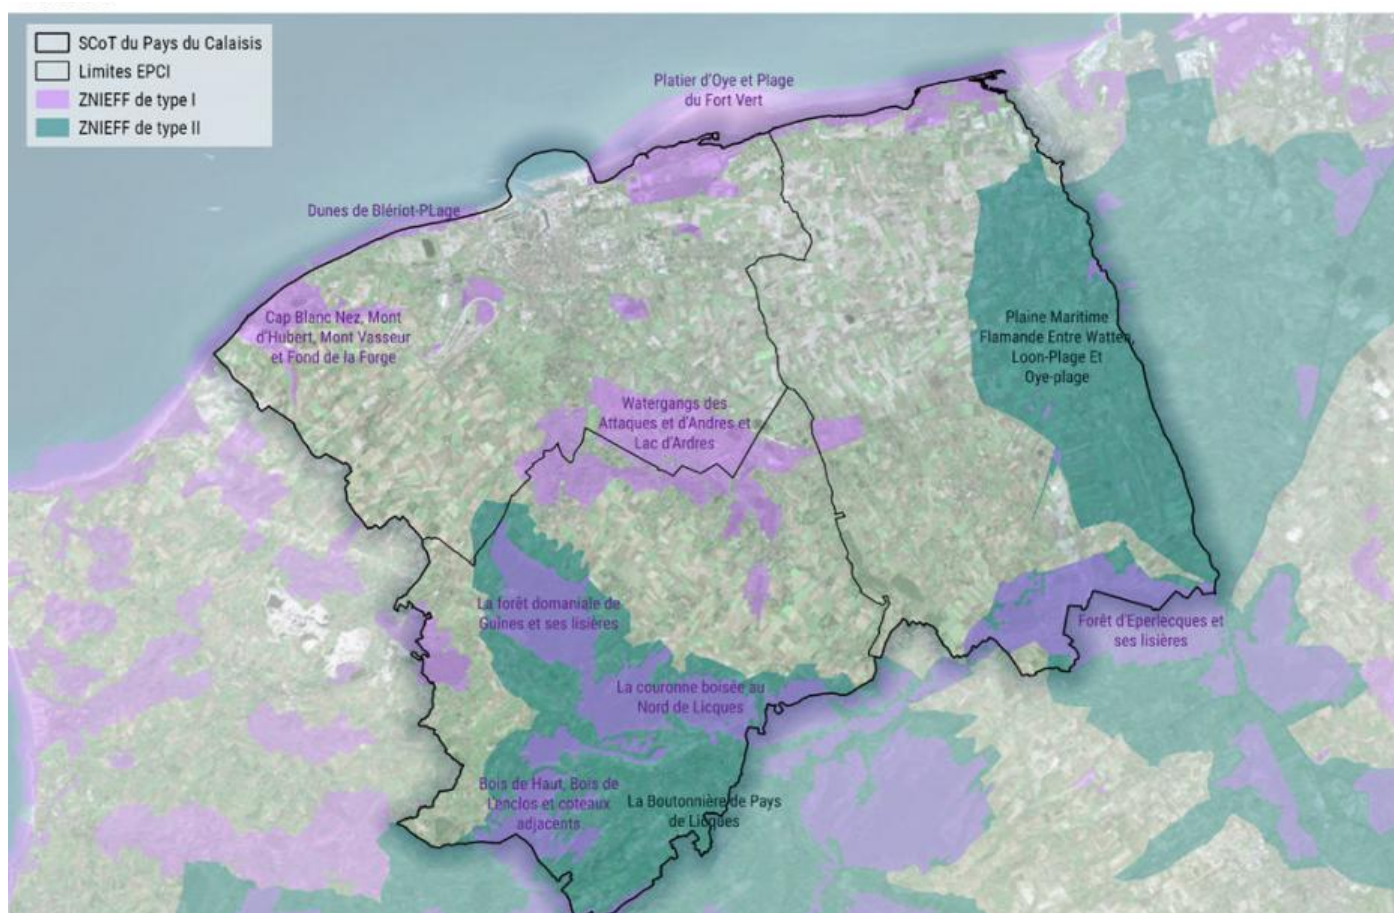 SCoT du Pays du Calaisis
Limites EPCI
ZNIEFF de type I
ZNIEFF de type II
Platier d'Oye et Plage
du Fort Vert
Dunes de Blériot-PLage
Cap Blanc Nez, Mont
d'Hubert, Mont Vasseur
et Fond de la Forge
Plaine Maritime
Flamande Entre Watten,
Loon-Plage Et
Oye-plage
Watergangs des
Attaques et d'Andres et
Lac d'Ardres
La forêt domaniale de
Guînes et ses lisières
Forêt d'Eperlecques et
ses lisières
La couronne boisée au
Nord de Licques
Bois de Haut, Bois de
L'enclos et coteaux
adjacents
La Boutonnière de Pays
de Licques